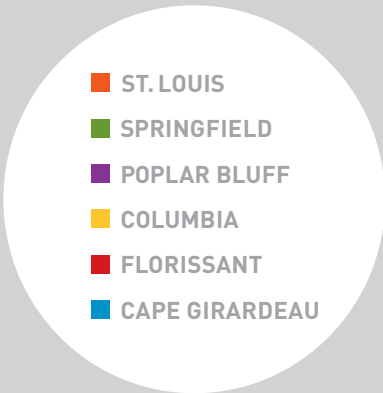 ST. LOUIS
SPRINGFIELD
POPLAR BLUFF
COLUMBIA
FLORISSANT
CAPE GIRARDEAU